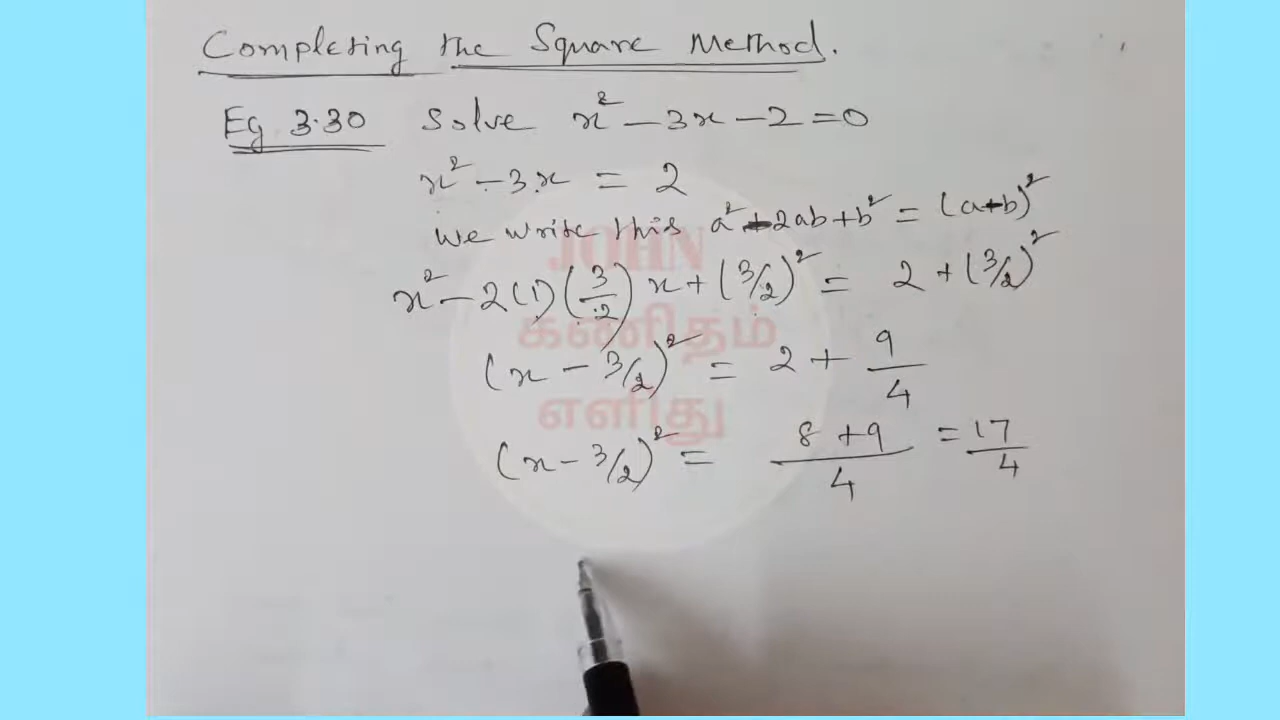 Completing the Square Method.
Eg 3.30 Solve x² - 3x - 2 = 0
x² - 3x = 2
We write this a² - 2ab + b² = (a-b)²
x² - 2(1)(3/2)x + (3/2)² = 2 + (3/2)²
(x - 3/2)² = 2 + 9/4
(x - 3/2)² = 8+9/4 = 17/4
JOHN
கணிதம்
எளிது